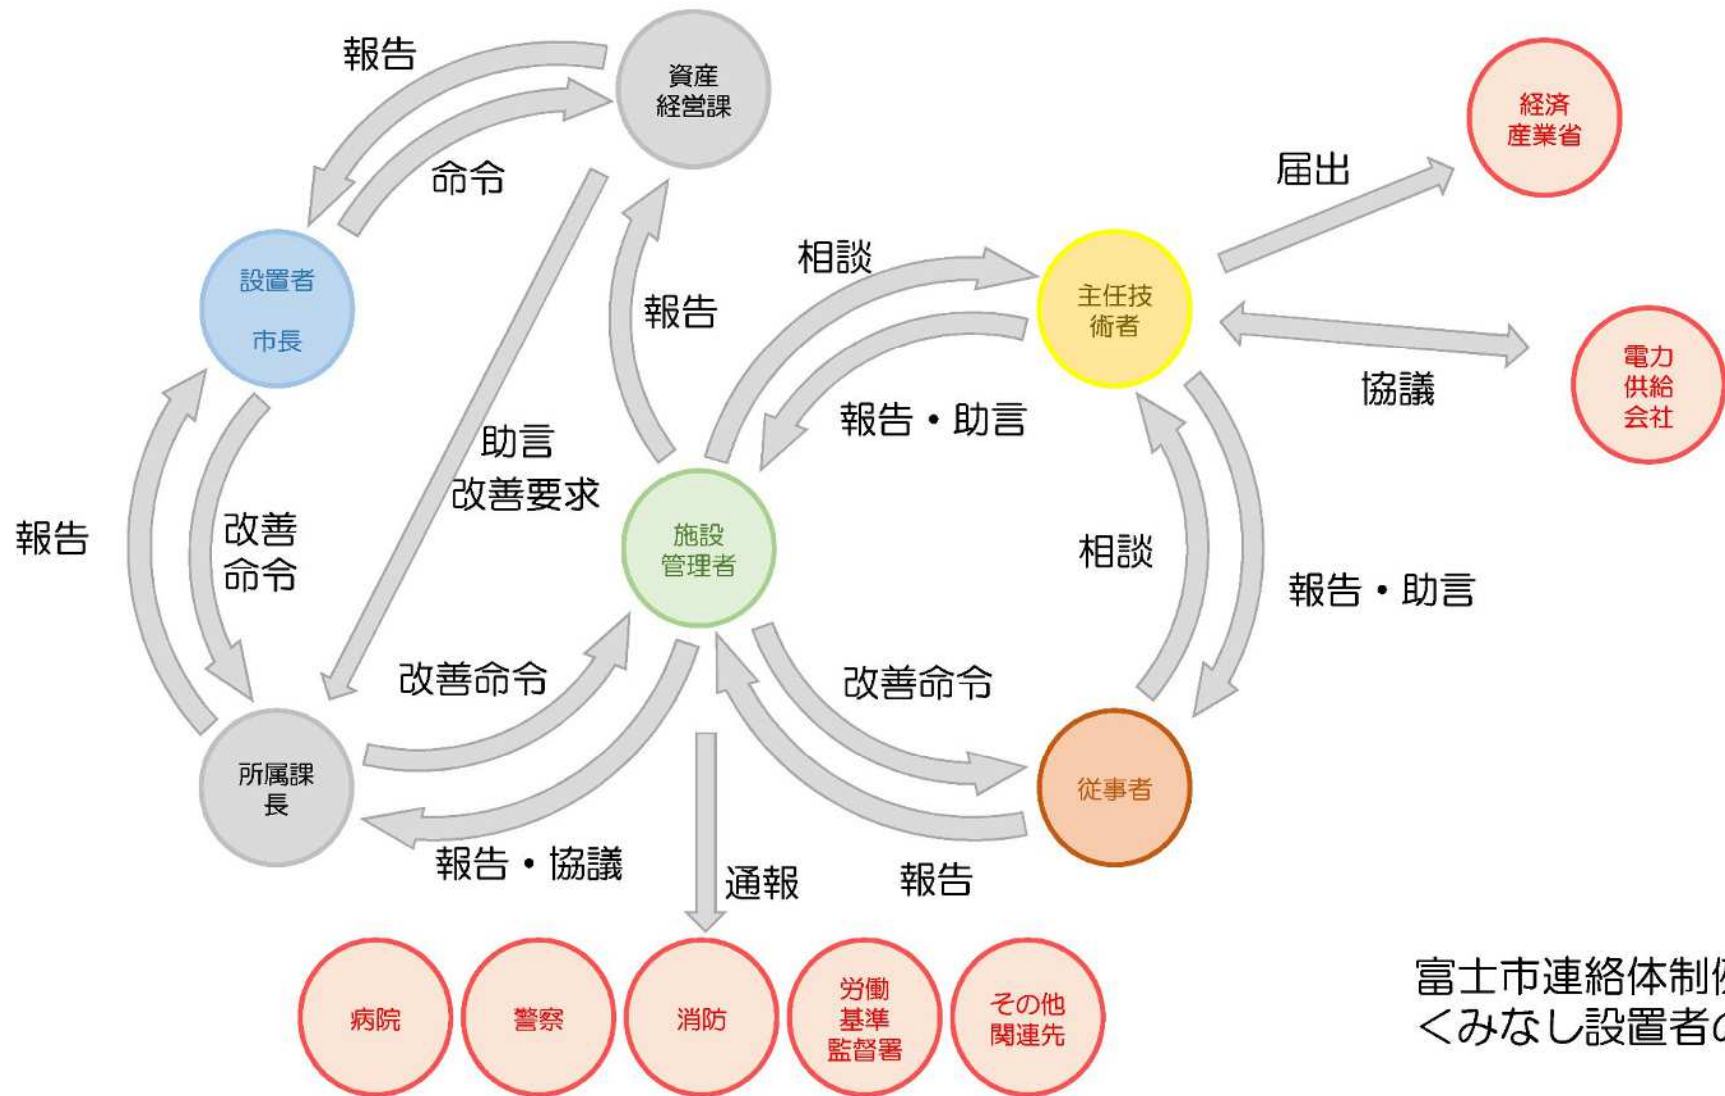 報告
資産
経営課
経済
産業省
命令
届出
設置者
市長
相談
主任技
術者
報告
電力
供給
会社
協議
報告・助言
助言
改善要求
報告
改善
命令
施設
管理者
相談
報告・助言
改善命令
改善命令
所属課
長
従事者
報告・協議
通報
報告
病院
警察
消防
労働
基準
監督署
その他
関連先
富士市連絡体制
くみなし設置者